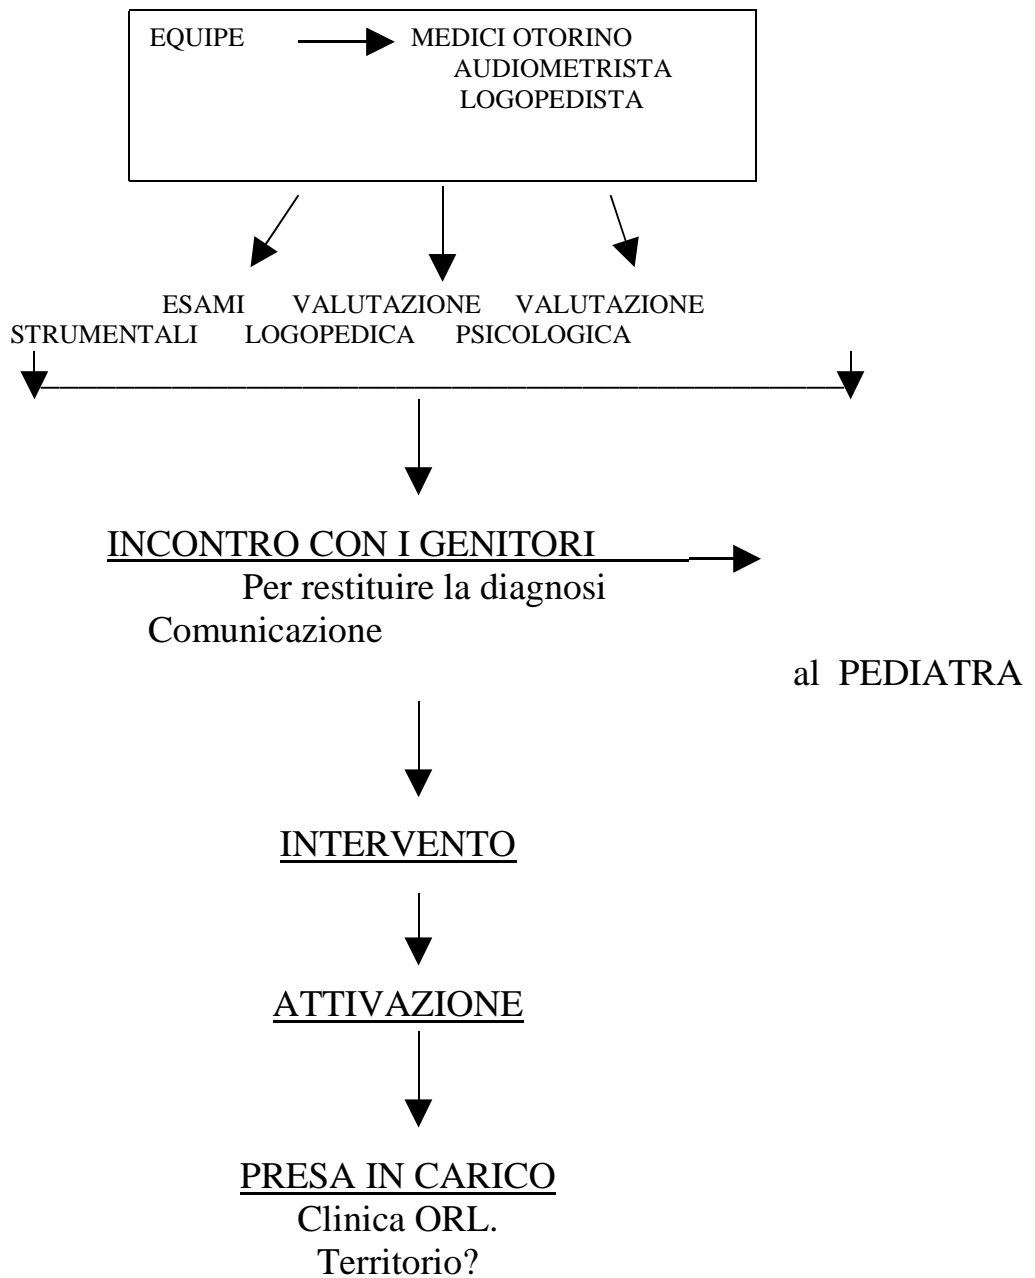 EQUIPE MEDICI OTORINO
AUDIOMETRISTA
LOGOPEDISTA
ESAMI VALUTAZIONE VALUTAZIONE
STRUMENTALI LOGOPEDICA PSICOLOGICA
INCONTRO CON I GENITORI
Per restituire la diagnosi
Comunicazione
al PEDIATRA
INTERVENTO
ATTIVAZIONE
PRESA IN CARICO
Clinica ORL.
Territorio?